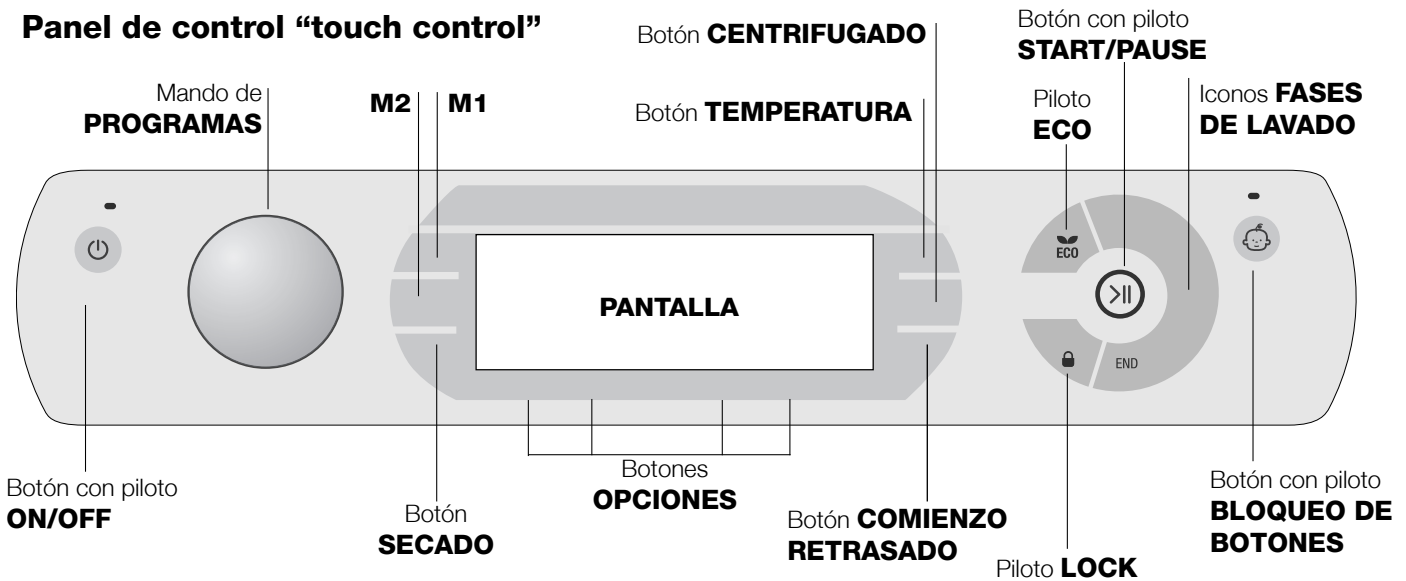 Panel de control “touch control”
Mando de
PROGRAMAS
M2 M1
Botón CENTRIFUGADO
Botón TEMPERATURA
Botón con piloto
START/PAUSE
Piloto
ECO
Iconos FASES
DE LAVADO
ECO
PANTALLA
END
Botón con piloto
ON/OFF
Botón
SECADO
Botones
OPCIONES
Botón COMIENZO
RETRASADO
Piloto LOCK
Botón con piloto
BLOQUEO DE
BOTONES